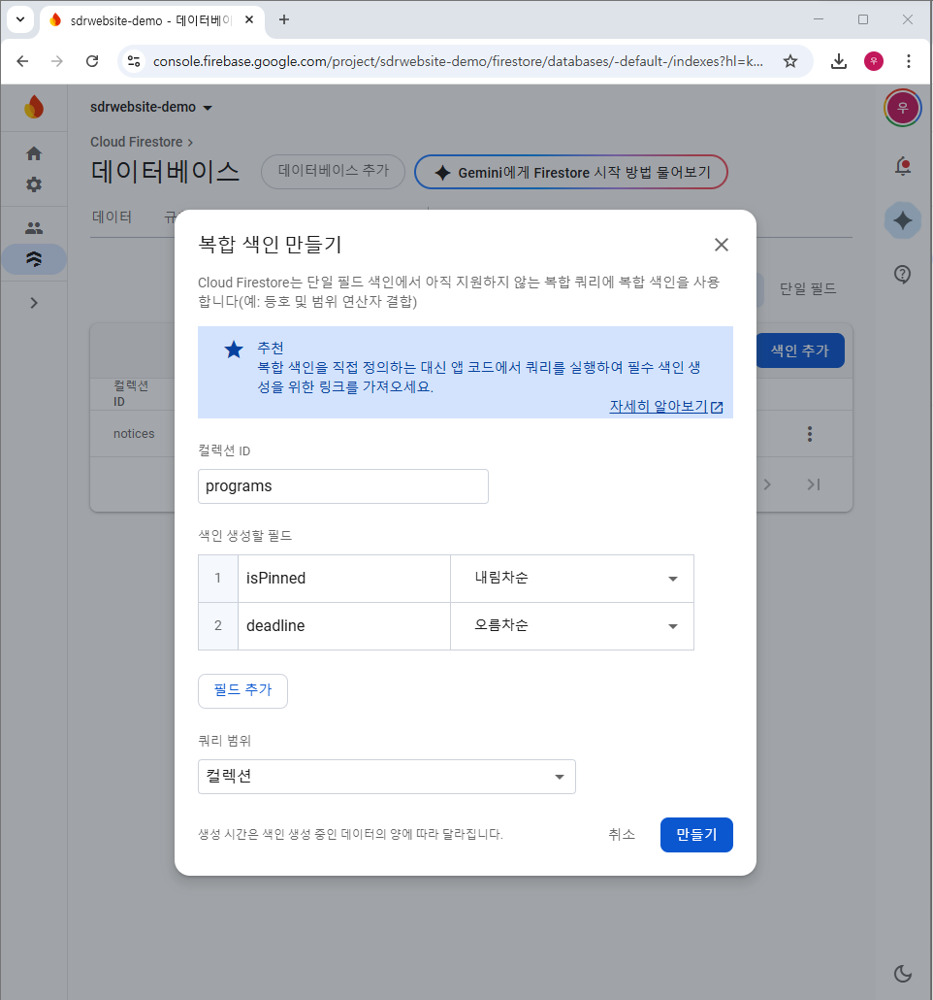 sdrwebsite-demo - 데이터베이
console.firebase.google.com/project/sdrwebsite-demo/firestore/databases/-default-/indexes?hl=k...
우
sdrwebsite-demo
우
Cloud Firestore
데이터베이스
데이터베이스 추가
Gemini에게 Firestore 시작 방법 물어보기
데이터
복합 색인 만들기
Cloud Firestore는 단일 필드 색인에서 아직 지원하지 않는 복합 쿼리에 복합 색인을 사용
합니다(예: 등호 및 범위 연산자 결합)
단일 필드
추천
복합 색인을 직접 정의하는 대신 앱 코드에서 쿼리를 실행하여 필수 색인 생
성을 위한 링크를 가져오세요.
자세히 알아보기
색인 추가
컬렉션
ID
notices
컬렉션 ID
programs
색인 생성할 필드
1 isPinned 내림차순
2 deadline 오름차순
필드 추가
쿼리 범위
컬렉션
생성 시간은 색인 생성 중인 데이터의 양에 따라 달라집니다.
취소
만들기